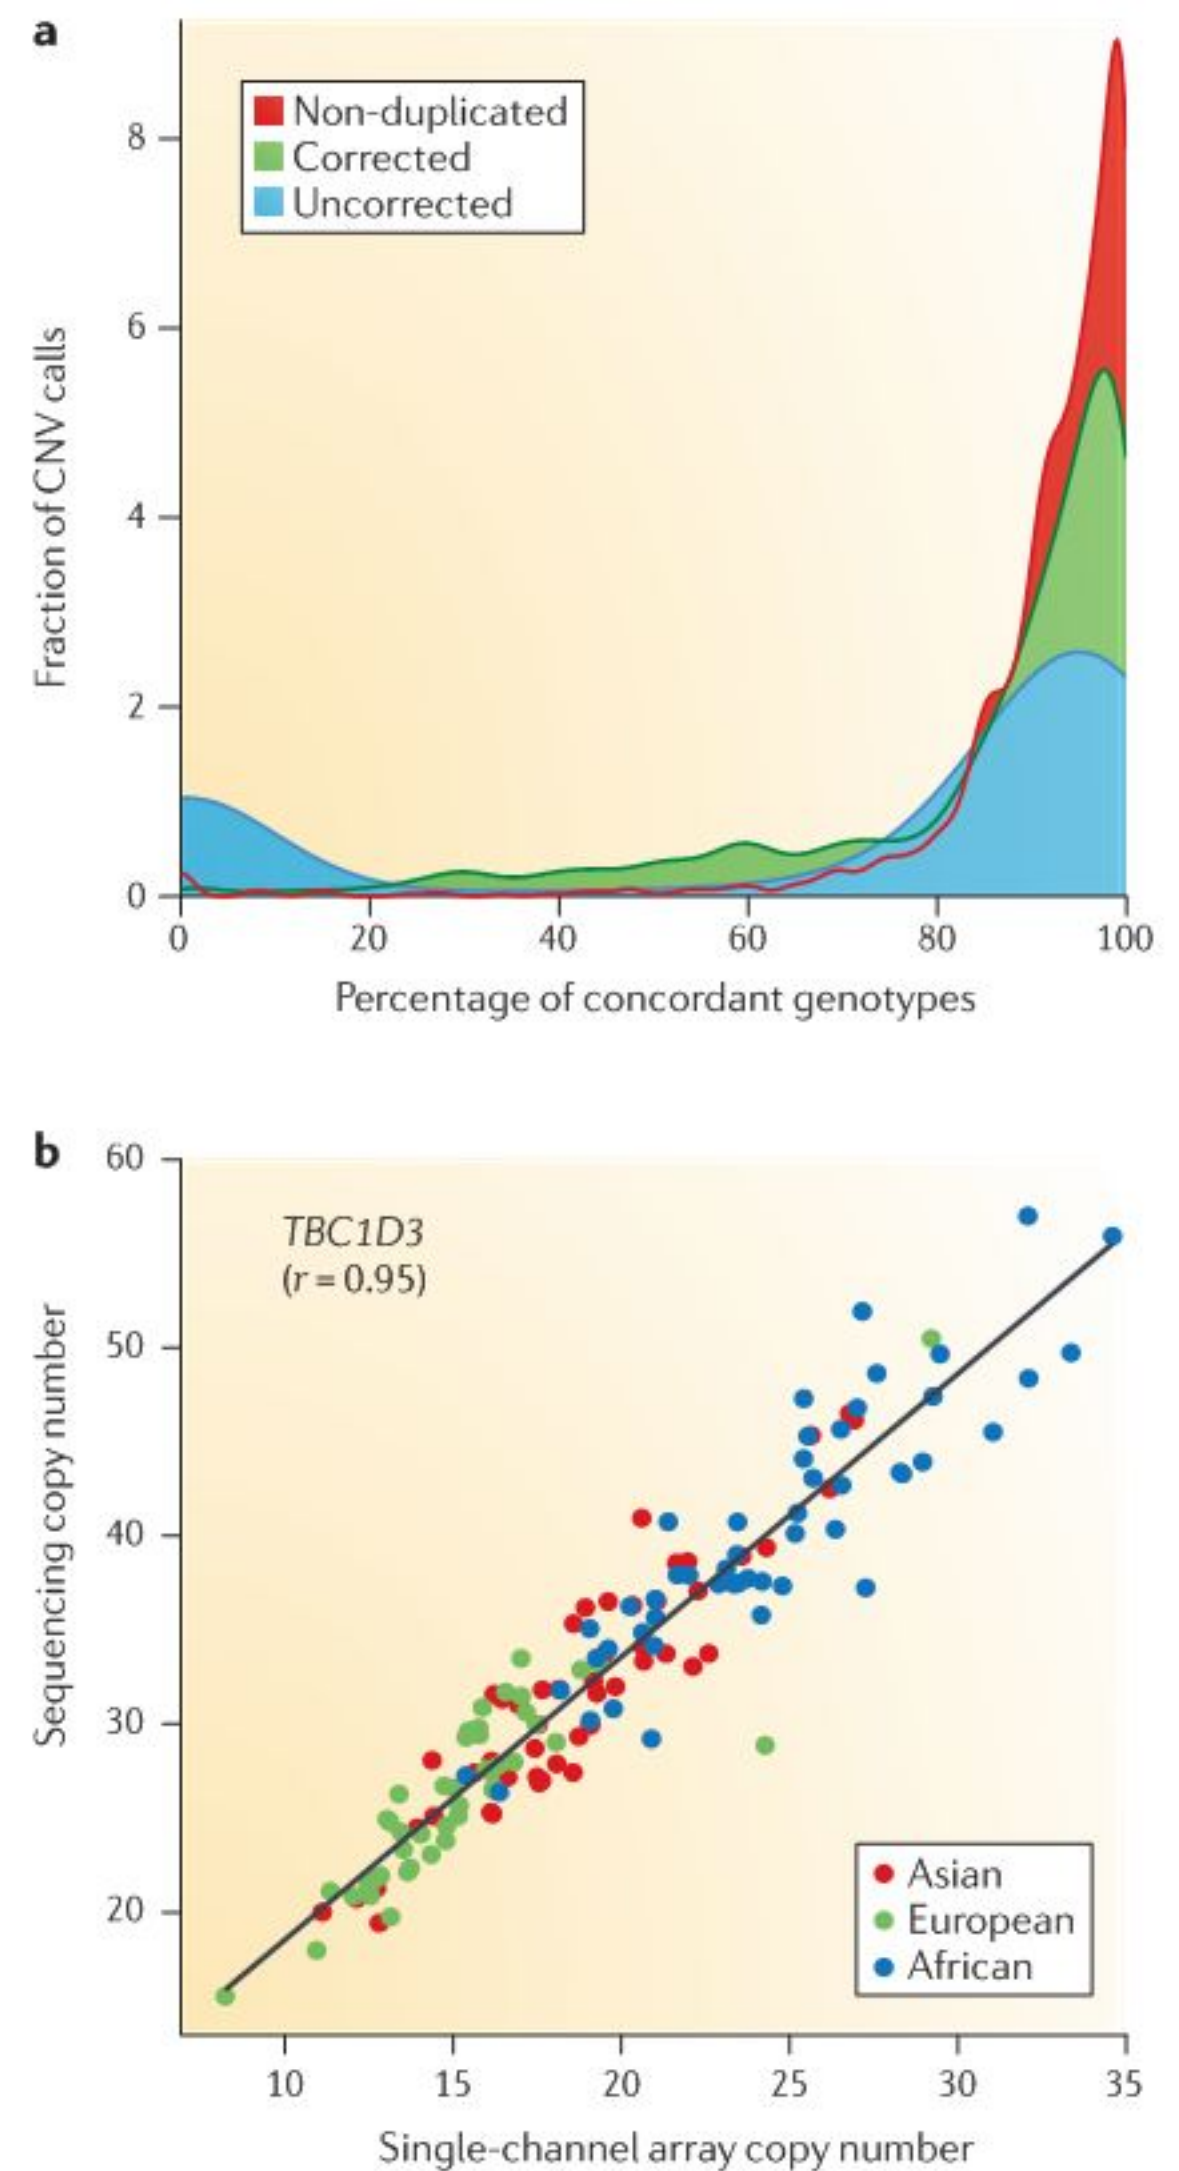 a
Non-duplicated
Corrected
Uncorrected
8
6
4
2
0
Fraction of CNV calls
0 20 40 60 80 100
Percentage of concordant genotypes
b
60
50
40
30
20
Sequencing copy number
TBC1D3
(r = 0.95)
Asian
European
African
10 15 20 25 30 35
Single-channel array copy number